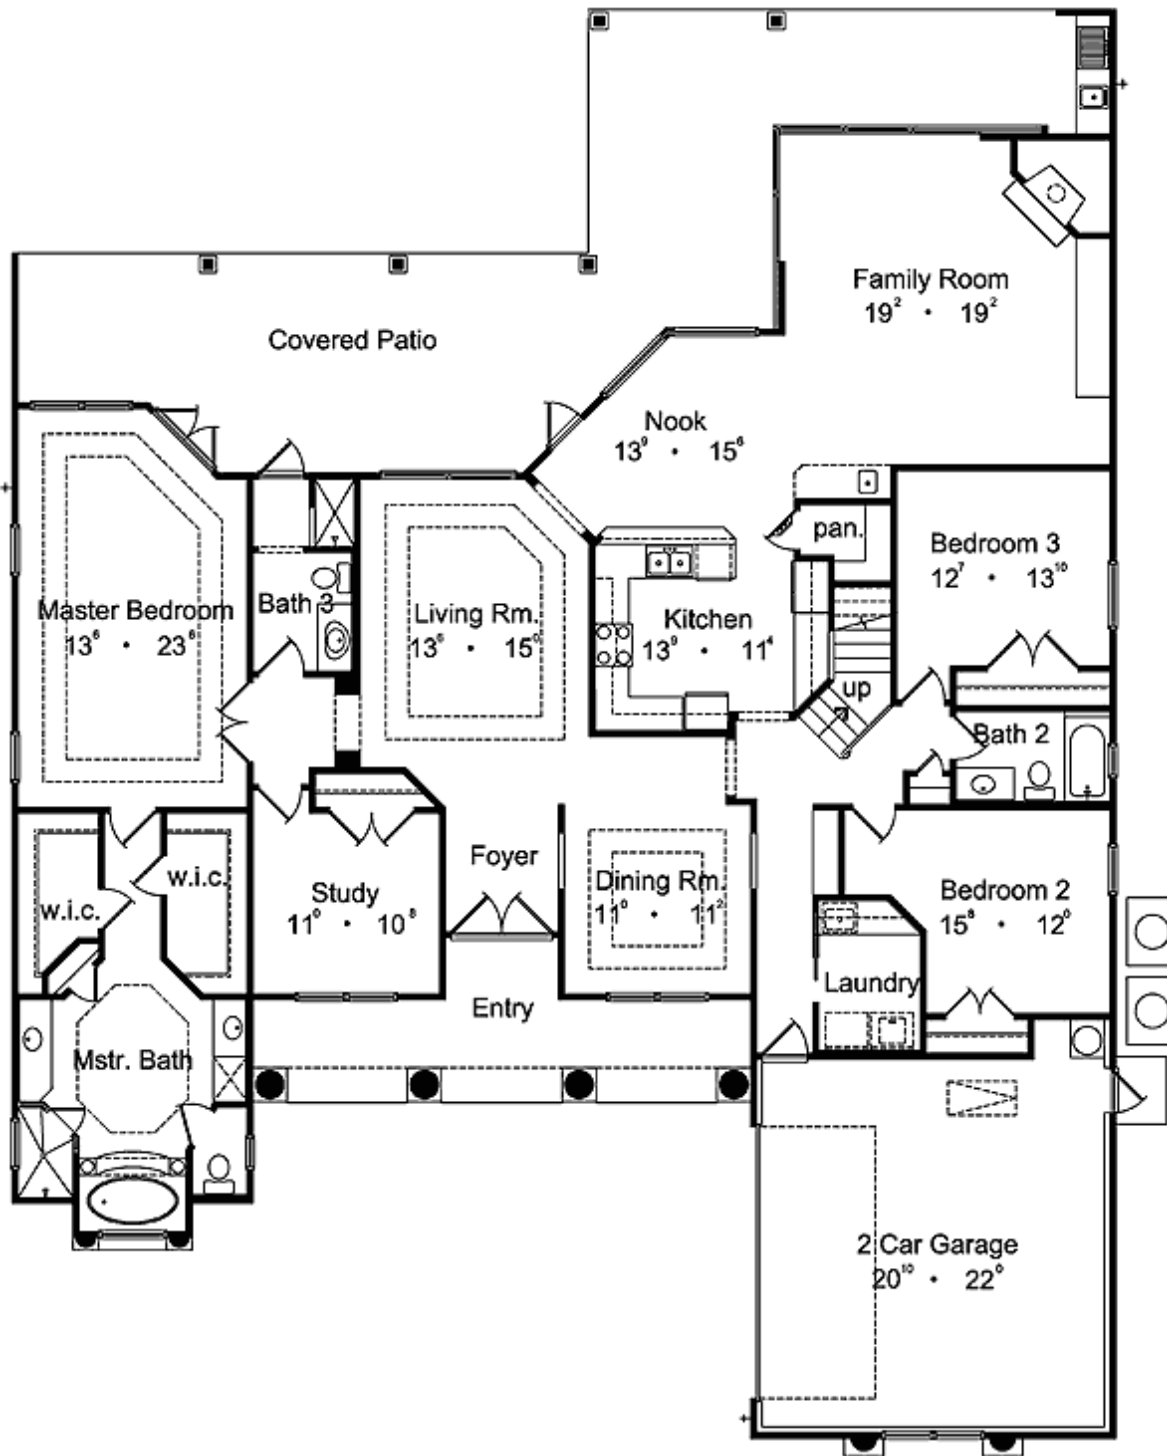 Family Room
19² • 19²
Covered Patio
Nook
13⁹ • 15⁶
pan.
Bedroom 3
12⁷ • 13¹⁰
Master Bedroom
13⁶ • 23⁶
Bath 3
Living Rm.
13⁶ • 15⁰
Kitchen
13⁹ • 11⁴
up
Bath 2
Foyer
w.i.c.
w.i.c.
Study
11⁰ • 10⁸
Dining Rm.
11⁰ • 11²
Bedroom 2
15⁸ • 12⁰
Laundry
Entry
Mstr. Bath
2 Car Garage
20¹⁰ • 22⁰